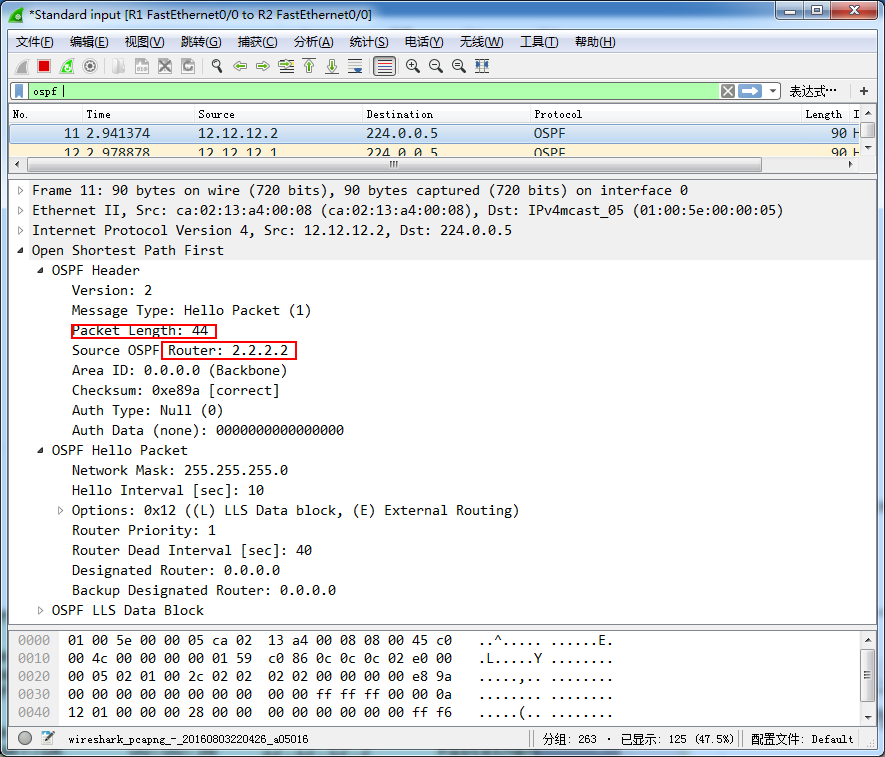 *Standard input [R1 FastEthernet0/0 to R2 FastEthernet0/0]
文件(F) 编辑(E) 视图(V) 跳转(G) 捕获(C) 分析(A) 统计(S) 电话(Y) 无线(W) 工具(T) 帮助(H)
ospf 表达式… +
No. Time Source Destination Protocol Length I
11 2.941374 12.12.12.2 224.0.0.5 OSPF 90 H
12 2.978878 12.12.12.1 224.0.0.5 OSPF 90 H
Frame 11: 90 bytes on wire (720 bits), 90 bytes captured (720 bits) on interface 0
Ethernet II, Src: ca:02:13:a4:00:08 (ca:02:13:a4:00:08), Dst: IPv4mcast_05 (01:00:5e:00:00:05)
Internet Protocol Version 4, Src: 12.12.12.2, Dst: 224.0.0.5
Open Shortest Path First
OSPF Header
Version: 2
Message Type: Hello Packet (1)
Packet Length: 44
Source OSPF Router: 2.2.2.2
Area ID: 0.0.0.0 (Backbone)
Checksum: 0xe89a [correct]
Auth Type: Null (0)
Auth Data (none): 0000000000000000
OSPF Hello Packet
Network Mask: 255.255.255.0
Hello Interval [sec]: 10
Options: 0x12 ((L) LLS Data block, (E) External Routing)
Router Priority: 1
Router Dead Interval [sec]: 40
Designated Router: 0.0.0.0
Backup Designated Router: 0.0.0.0
OSPF LLS Data Block
0000 01 00 5e 00 00 05 ca 02 13 a4 00 08 08 00 45 c0 ..^..... ......E.
0010 00 4c 00 00 00 00 01 59 c0 86 0c 0c 0c 02 e0 00 .L.....Y ........
0020 00 05 02 01 00 2c 02 02 02 02 00 00 00 00 e8 9a .....,.. ........
0030 00 00 00 00 00 00 00 00 00 00 ff ff ff 00 00 0a ........ ........
0040 12 01 00 00 00 28 00 00 00 00 00 00 00 00 ff f6 .....(.. ........
wireshark_pcapng_-_20160803220426_a05016 分组: 263 · 已显示: 125 (47.5%) 配置文件: Default